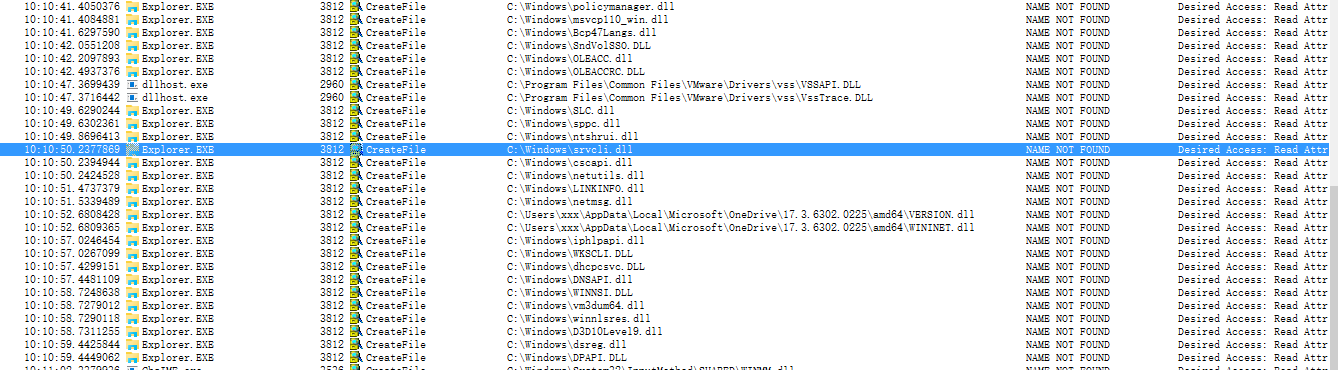 10:10:41.4050376 Explorer.EXE 3812 CreateFile C:\Windows\policymanager.dll NAME NOT FOUND Desired Access: Read Attr
10:10:41.4084881 Explorer.EXE 3812 CreateFile C:\Windows\msvcp110_win.dll NAME NOT FOUND Desired Access: Read Attr
10:10:41.6297590 Explorer.EXE 3812 CreateFile C:\Windows\Bcp47Langs.dll NAME NOT FOUND Desired Access: Read Attr
10:10:42.0551208 Explorer.EXE 3812 CreateFile C:\Windows\SndVolSSO.DLL NAME NOT FOUND Desired Access: Read Attr
10:10:42.2097893 Explorer.EXE 3812 CreateFile C:\Windows\OLEACC.dll NAME NOT FOUND Desired Access: Read Attr
10:10:42.4937376 Explorer.EXE 3812 CreateFile C:\Windows\OLEACCRC.DLL NAME NOT FOUND Desired Access: Read Attr
10:10:47.3699439 dllhost.exe 2960 CreateFile C:\Program Files\Common Files\VMware\Drivers\vss\VSSAPI.DLL NAME NOT FOUND Desired Access: Read Attr
10:10:47.3716442 dllhost.exe 2960 CreateFile C:\Program Files\Common Files\VMware\Drivers\vss\VssTrace.DLL NAME NOT FOUND Desired Access: Read Attr
10:10:49.6290244 Explorer.EXE 3812 CreateFile C:\Windows\SLC.dll NAME NOT FOUND Desired Access: Read Attr
10:10:49.6302361 Explorer.EXE 3812 CreateFile C:\Windows\sppc.dll NAME NOT FOUND Desired Access: Read Attr
10:10:49.8696413 Explorer.EXE 3812 CreateFile C:\Windows\ntshrui.dll NAME NOT FOUND Desired Access: Read Attr
10:10:50.2377869 Explorer.EXE 3812 CreateFile C:\Windows\srvcli.dll NAME NOT FOUND Desired Access: Read Attr
10:10:50.2394944 Explorer.EXE 3812 CreateFile C:\Windows\cscapi.dll NAME NOT FOUND Desired Access: Read Attr
10:10:50.2424528 Explorer.EXE 3812 CreateFile C:\Windows\netutils.dll NAME NOT FOUND Desired Access: Read Attr
10:10:51.4737379 Explorer.EXE 3812 CreateFile C:\Windows\LINKINFO.dll NAME NOT FOUND Desired Access: Read Attr
10:10:51.5339489 Explorer.EXE 3812 CreateFile C:\Windows\netmsg.dll NAME NOT FOUND Desired Access: Read Attr
10:10:52.6808428 Explorer.EXE 3812 CreateFile C:\Users\xxx\AppData\Local\Microsoft\OneDrive\17.3.6302.0225\amd64\VERSION.dll NAME NOT FOUND Desired Access: Read Attr
10:10:52.6809365 Explorer.EXE 3812 CreateFile C:\Users\xxx\AppData\Local\Microsoft\OneDrive\17.3.6302.0225\amd64\WININET.dll NAME NOT FOUND Desired Access: Read Attr
10:10:57.0246454 Explorer.EXE 3812 CreateFile C:\Windows\iphlpapi.dll NAME NOT FOUND Desired Access: Read Attr
10:10:57.0267099 Explorer.EXE 3812 CreateFile C:\Windows\WKSCLI.DLL NAME NOT FOUND Desired Access: Read Attr
10:10:57.4299151 Explorer.EXE 3812 CreateFile C:\Windows\dhcpcsvc.DLL NAME NOT FOUND Desired Access: Read Attr
10:10:57.4481109 Explorer.EXE 3812 CreateFile C:\Windows\DNSAPI.dll NAME NOT FOUND Desired Access: Read Attr
10:10:58.7248638 Explorer.EXE 3812 CreateFile C:\Windows\WINNSI.DLL NAME NOT FOUND Desired Access: Read Attr
10:10:58.7279012 Explorer.EXE 3812 CreateFile C:\Windows\vm3dum64.dll NAME NOT FOUND Desired Access: Read Attr
10:10:58.7290118 Explorer.EXE 3812 CreateFile C:\Windows\winnlsres.dll NAME NOT FOUND Desired Access: Read Attr
10:10:58.7311255 Explorer.EXE 3812 CreateFile C:\Windows\D3D10Level9.dll NAME NOT FOUND Desired Access: Read Attr
10:10:59.4425844 Explorer.EXE 3812 CreateFile C:\Windows\dsreg.dll NAME NOT FOUND Desired Access: Read Attr
10:10:59.4449062 Explorer.EXE 3812 CreateFile C:\Windows\DPAPI.DLL NAME NOT FOUND Desired Access: Read Attr
CreateFile NAME NOT FOUND Desired Access: Read Attr